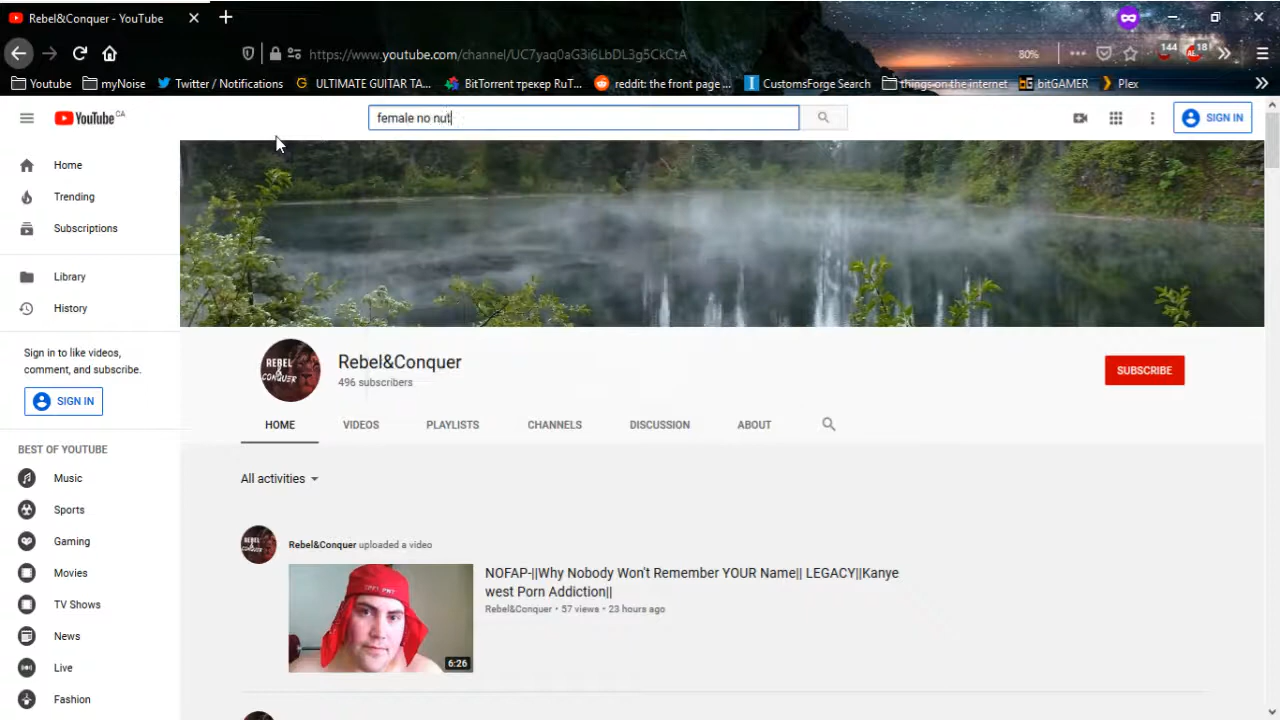 Rebel&Conquer - YouTube
https://www.youtube.com/channel/UC7yaq0aG3i6LbDL3g5CkCtA
80%
144
18
Youtube
myNoise
Twitter / Notifications
ULTIMATE GUITAR TA...
BitTorrent трекер RuT...
reddit: the front page ...
CustomsForge Search
things on the internet
bitGAMER
Plex
YouTube CA
female no nut
SIGN IN
Home
Trending
Subscriptions
Library
History
Sign in to like videos,
comment, and subscribe.
SIGN IN
BEST OF YOUTUBE
Music
Sports
Gaming
Movies
TV Shows
News
Live
Fashion
REBEL
&
CONQUER
Rebel&Conquer
496 subscribers
SUBSCRIBE
HOME
VIDEOS
PLAYLISTS
CHANNELS
DISCUSSION
ABOUT
All activities
Rebel&Conquer uploaded a video
NOFAP-||Why Nobody Won't Remember YOUR Name|| LEGACY||Kanye
west Porn Addiction||
Rebel&Conquer • 57 views • 23 hours ago
6:26